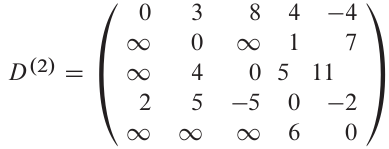 0 3 8 4 −4
∞ 0 ∞ 1 7
D(2) = ∞ 4 0 5 11
2 5 −5 0 −2
∞ ∞ ∞ 6 0